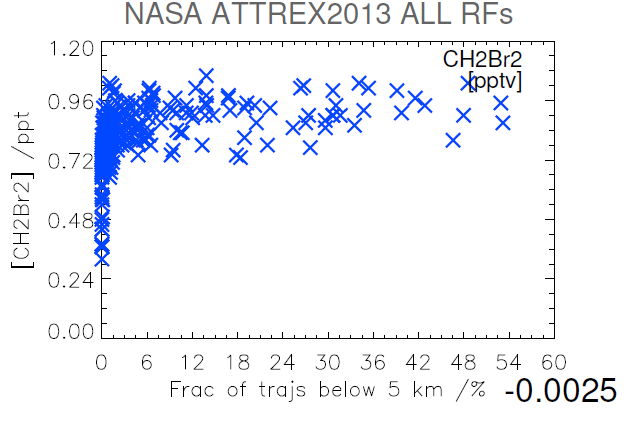 NASA ATTREX2013 ALL RFs
CH2Br2
[pptv]
[CH2Br2] /ppt
1.20
0.96
0.72
0.48
0.24
0.00
0 6 12 18 24 30 36 42 48 54 60
Frac of trajs below 5 km /%
-0.0025